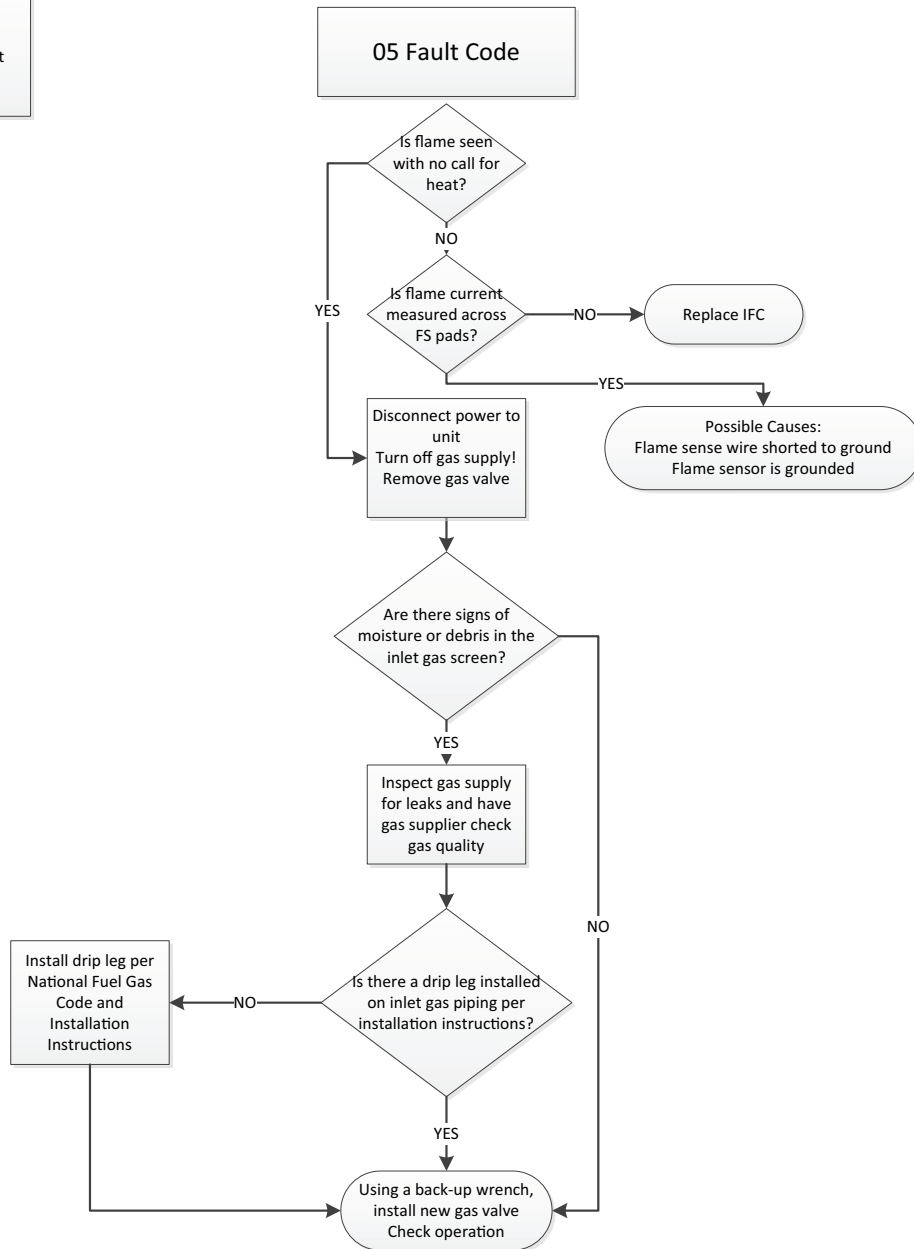 t
05 Fault Code
Is flame seen
with no call for
heat?
NO
YES
Is flame current
measured across
FS pads?
NO
Replace IFC
YES
Possible Causes:
Flame sense wire shorted to ground
Flame sensor is grounded
Disconnect power to
unit
Turn off gas supply!
Remove gas valve
Are there signs of
moisture or debris in the
inlet gas screen?
YES
Inspect gas supply
for leaks and have
gas supplier check
gas quality
NO
Is there a drip leg installed
on inlet gas piping per
installation instructions?
NO
Install drip leg per
National Fuel Gas
Code and
Installation
Instructions
YES
Using a back-up wrench,
install new gas valve
Check operation